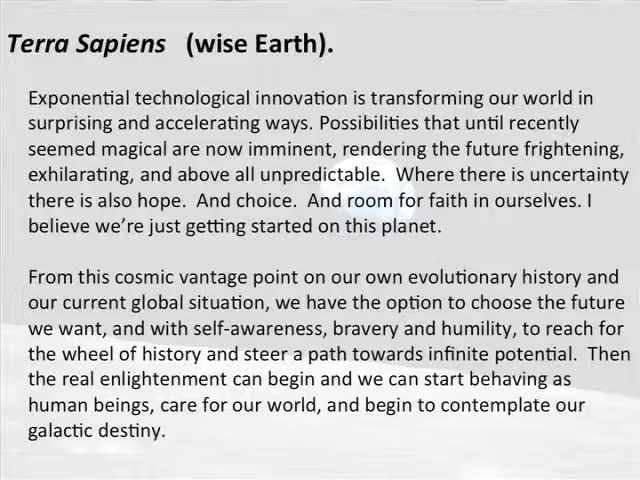 Terra Sapiens (wise Earth).
Exponential technological innovation is transforming our world in
surprising and accelerating ways. Possibilities that until recently
seemed magical are now imminent, rendering the future frightening,
exhilarating, and above all unpredictable. Where there is uncertainty
there is also hope. And choice. And room for faith in ourselves. I
believe we’re just getting started on this planet.
From this cosmic vantage point on our own evolutionary history and
our current global situation, we have the option to choose the future
we want, and with self-awareness, bravery and humility, to reach for
the wheel of history and steer a path towards infinite potential. Then
the real enlightenment can begin and we can start behaving as
human beings, care for our world, and begin to contemplate our
galactic destiny.